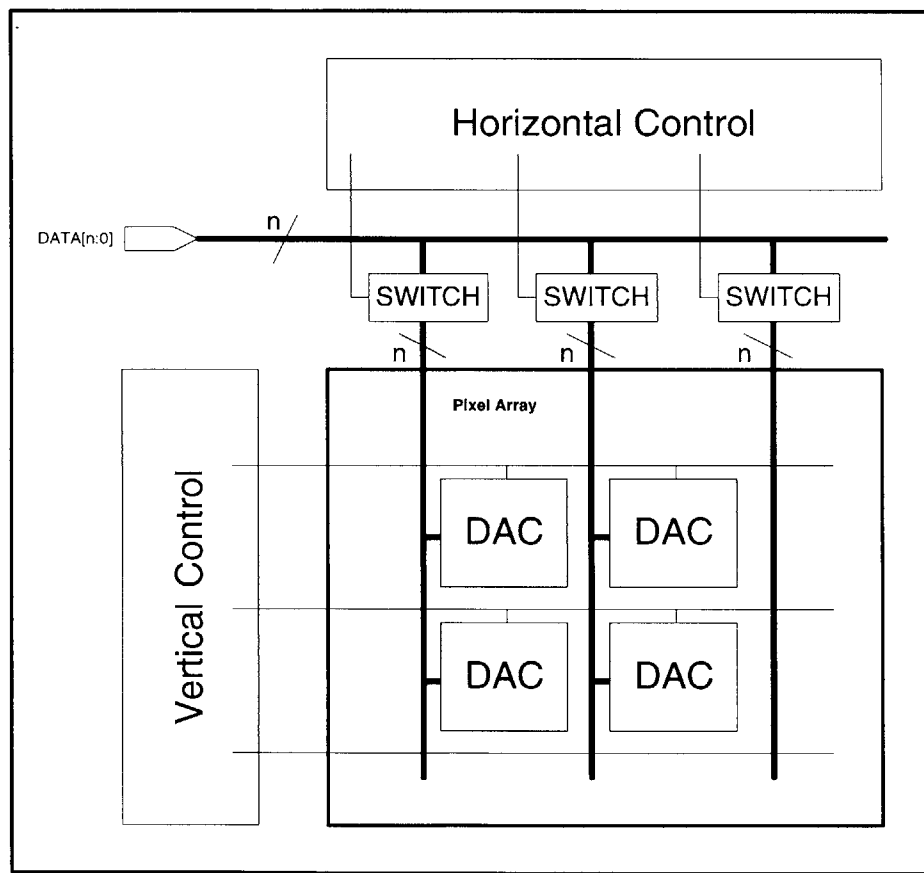 Horizontal Control
n
DATA[n:0]
SWITCH SWITCH SWITCH
n n n
Pixel Array
Vertical Control
DAC DAC
DAC DAC